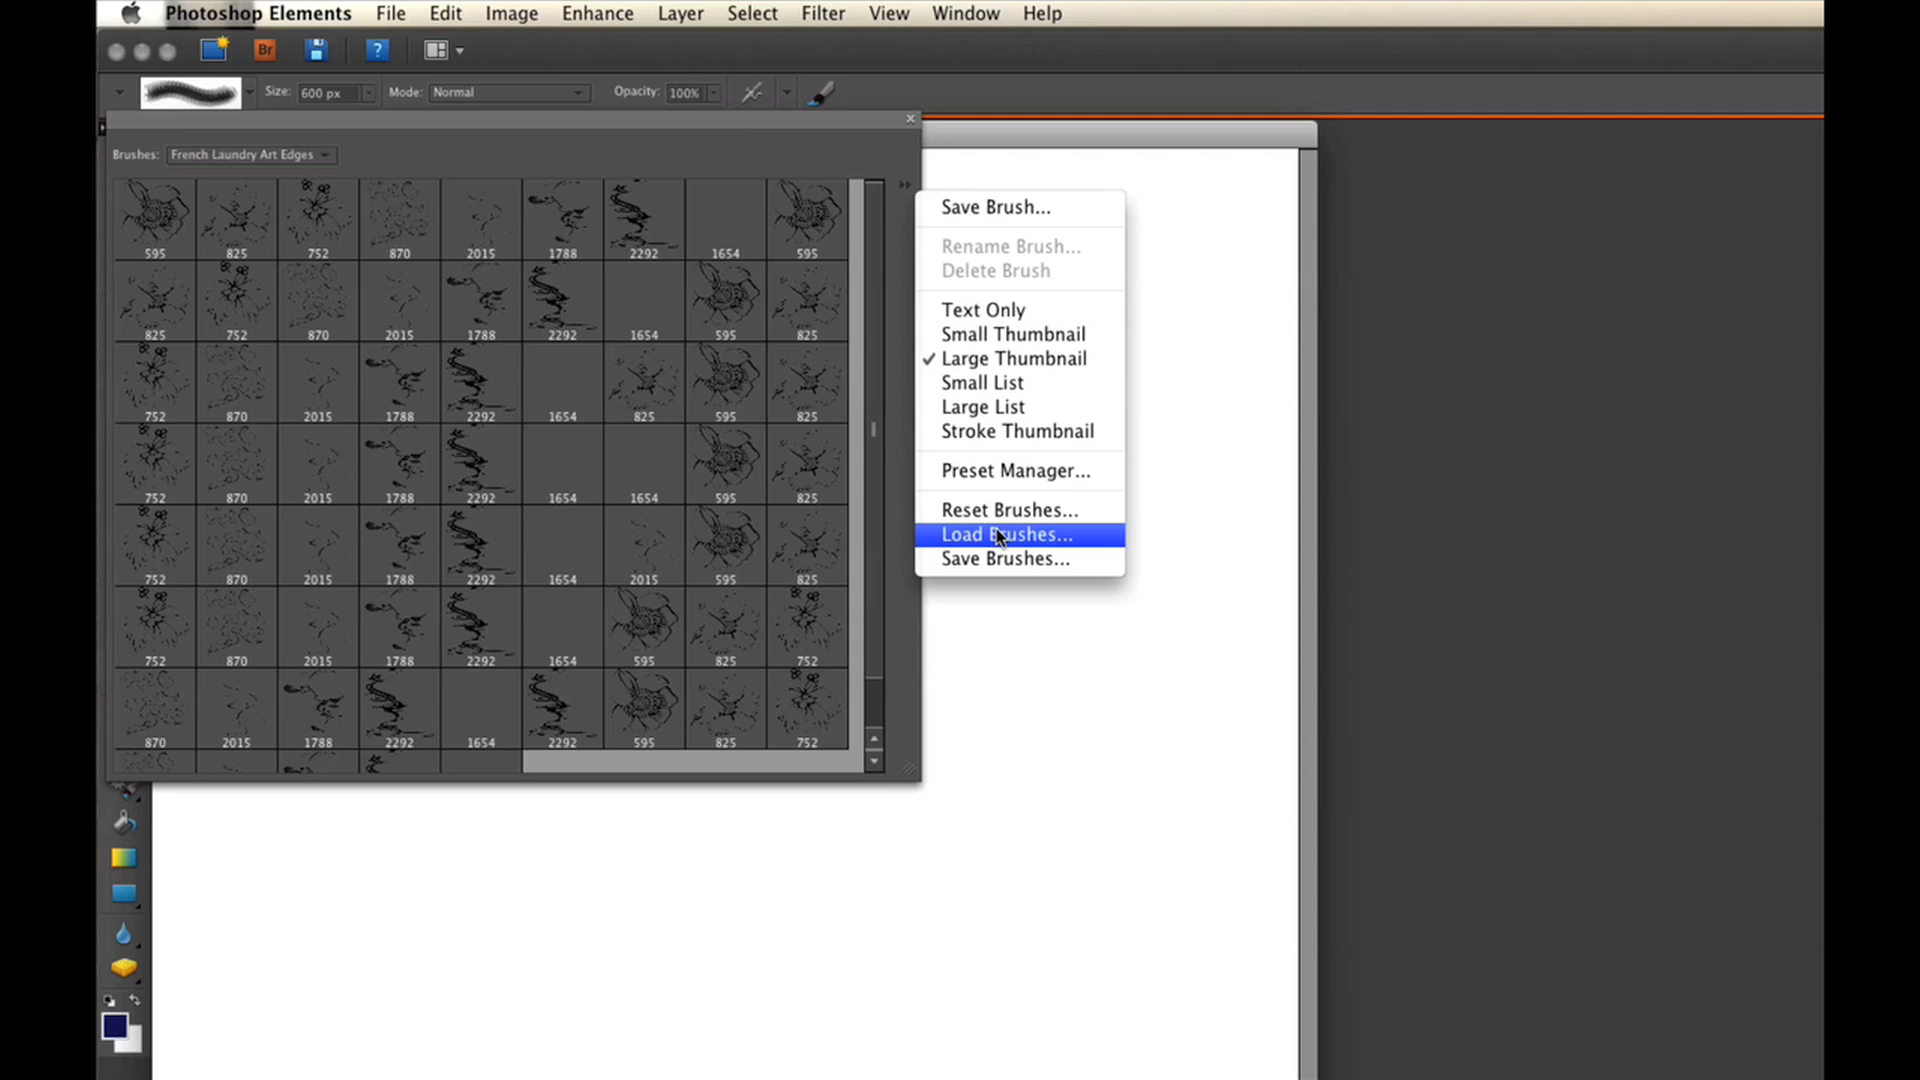 Photoshop Elements File Edit Image Enhance Layer Select Filter View Window Help
Br ?
Size: 600 px Mode: Normal Opacity: 100%
Brushes: French Laundry Art Edges
595 825 752 870 2015 1788 2292 1654 595
825 752 870 2015 1788 2292 1654 595 825
752 870 2015 1788 2292 1654 825 595 825
752 870 2015 1788 2292 1654 1654 595 825
752 870 2015 1788 2292 1654 2015 595 825
752 870 2015 1788 2292 1654 595 825 752
870 2015 1788 2292 1654 2292 595 825 752
Save Brush...
Rename Brush...
Delete Brush
Text Only
Small Thumbnail
Large Thumbnail
Small List
Large List
Stroke Thumbnail
Preset Manager...
Reset Brushes...
Load Brushes...
Save Brushes...